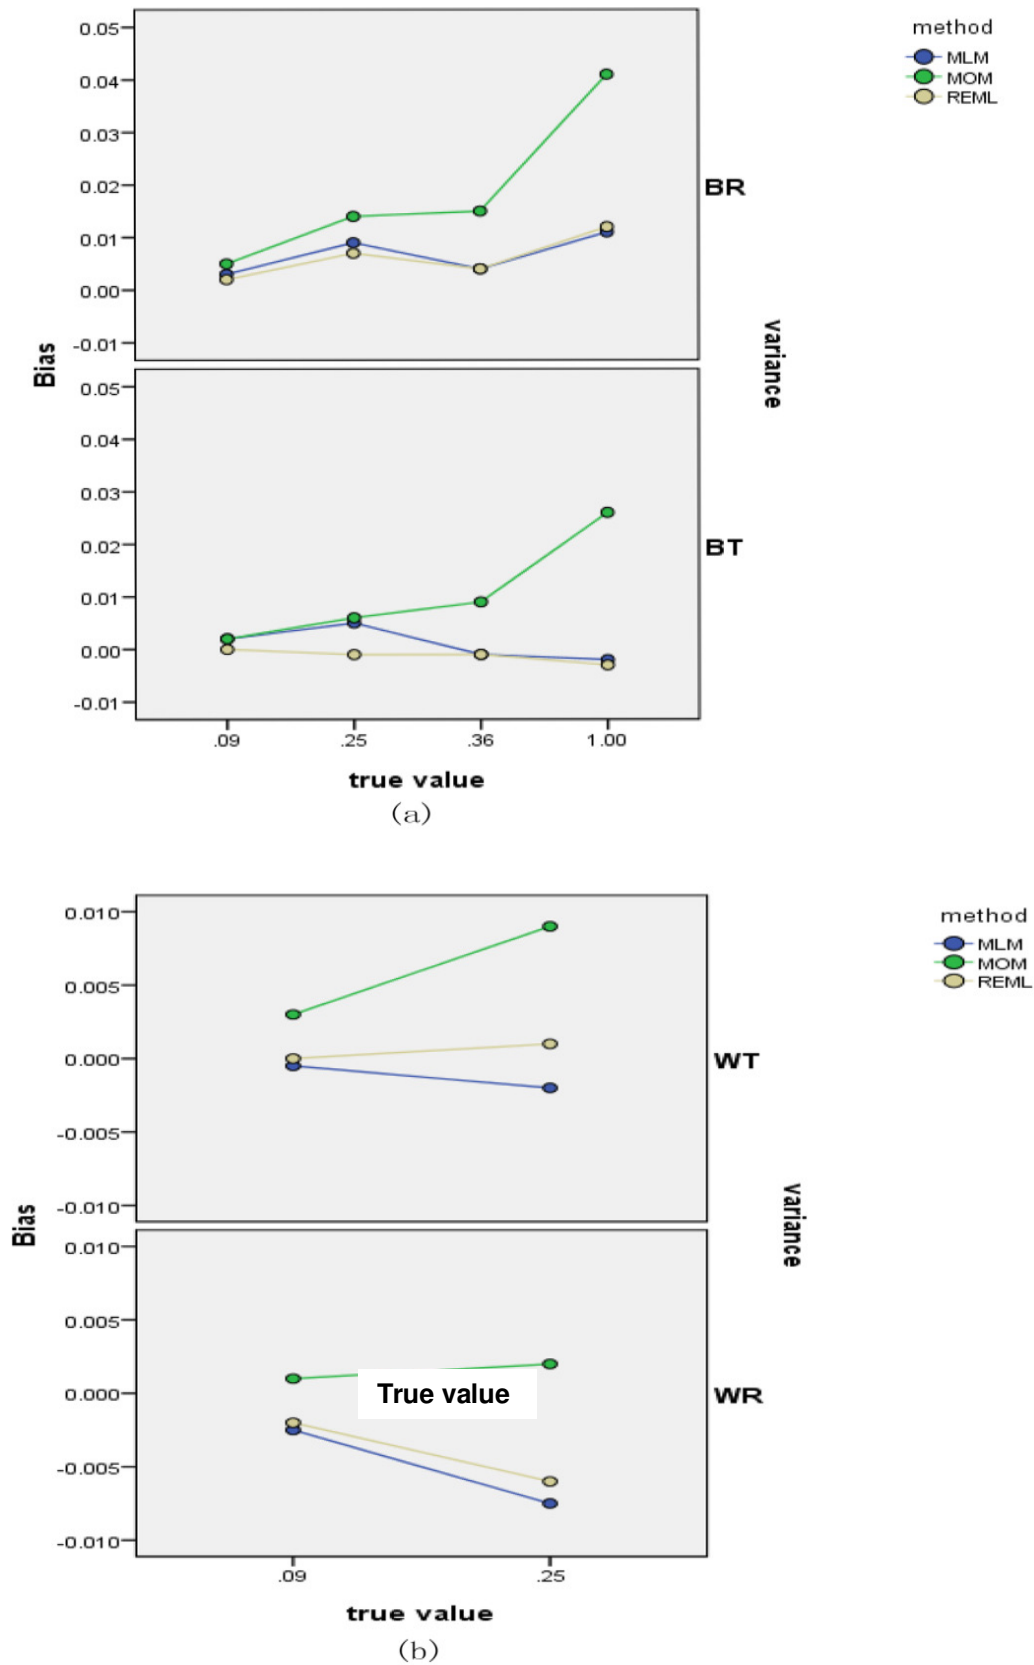 method
MLM
MOM
REML
0.05
0.04
0.03
0.02
0.01
0.00
-0.01
BR
0.05
0.04
0.03
0.02
0.01
0.00
-0.01
BT
Bias
variance
.09 .25 .36 1.00
true value
(a)
method
MLM
MOM
REML
0.010
0.005
0.000
-0.005
-0.010
WT
0.010
0.005
0.000
-0.005
-0.010
WR
True value
Bias
variance
.09 .25
true value
(b)